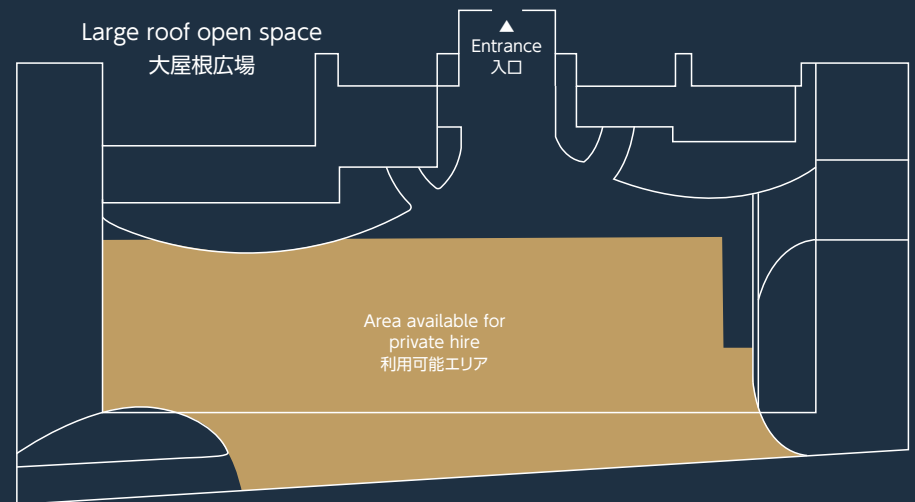 Large roof open space
大屋根広場
▲
Entrance
入口
Area available for
private hire
利用可能エリア